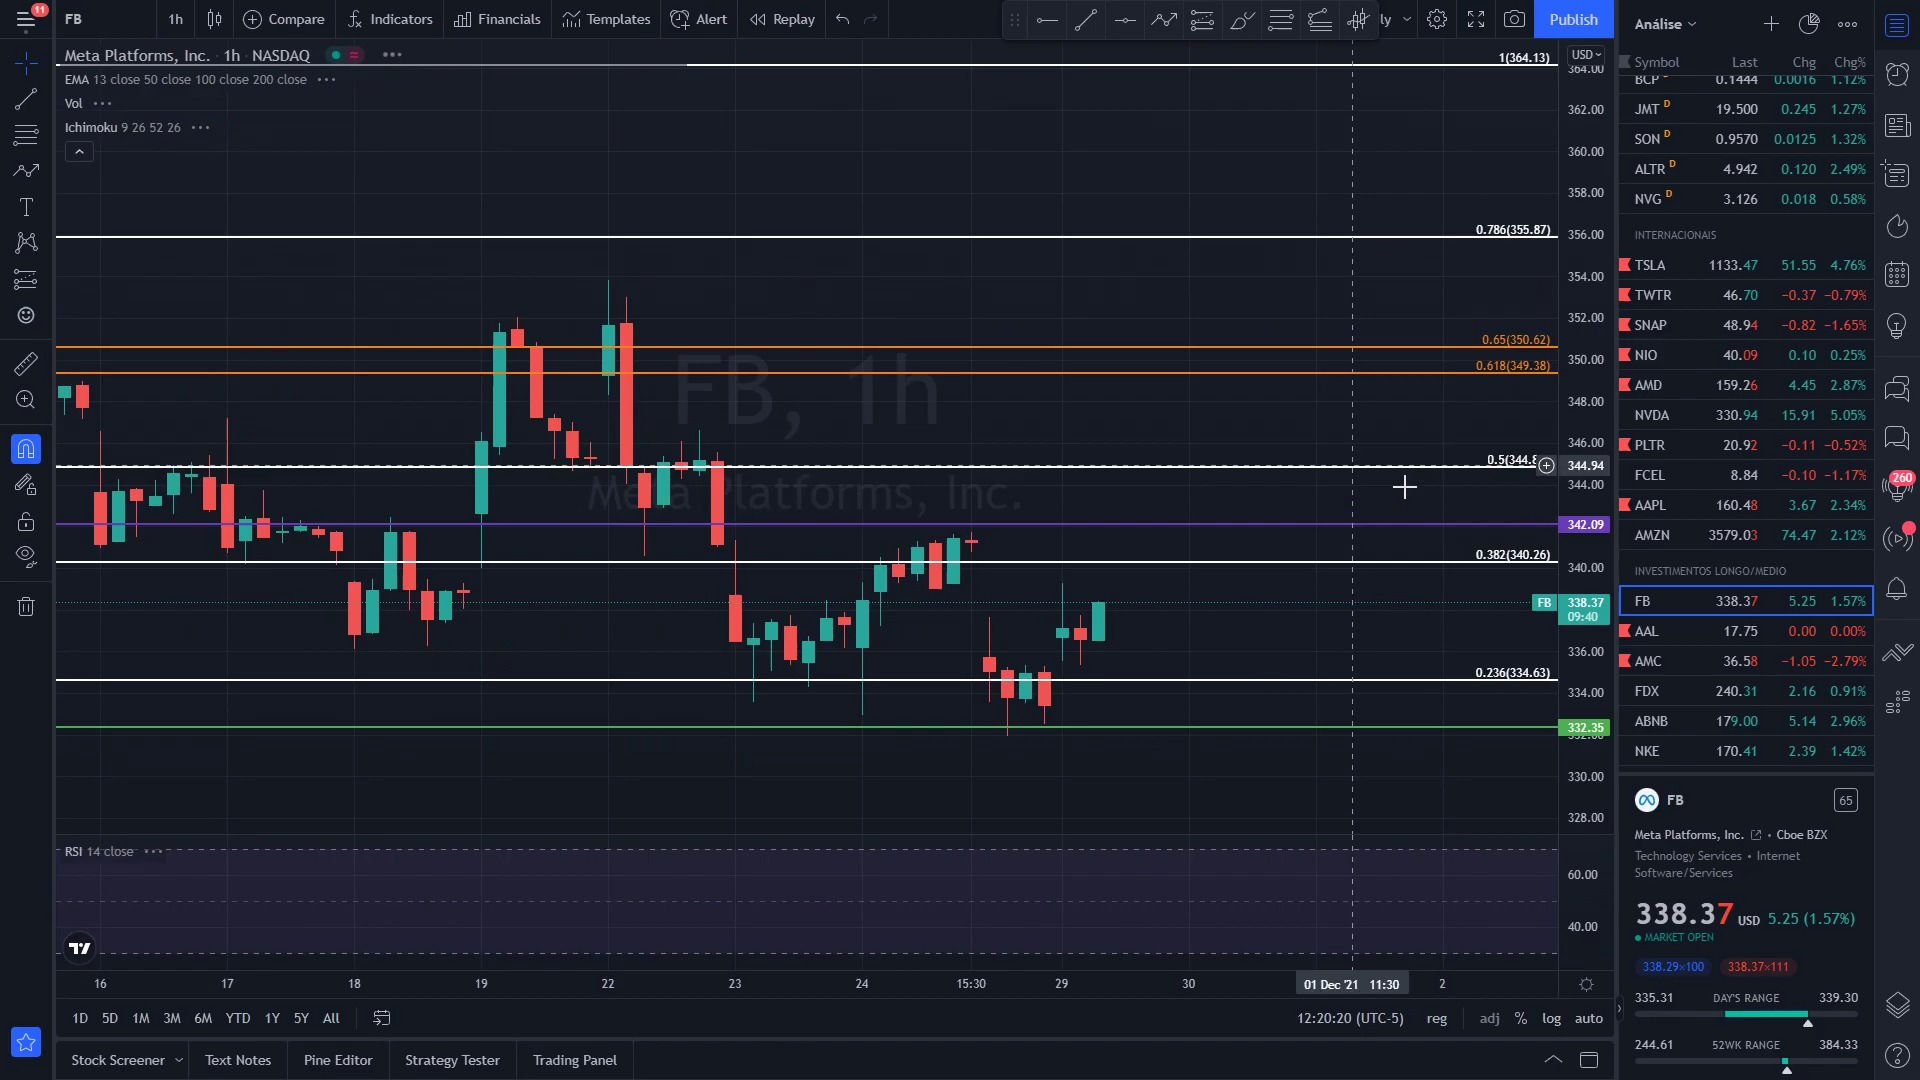 11
FB
1h
Compare
Indicators
Financials
Templates
Alert
Replay
ly
Publish
Meta Platforms, Inc. · 1h · NASDAQ
EMA 13 close 50 close 100 close 200 close
Vol
Ichimoku 9 26 52 26
FB, 1h
Meta Platforms, Inc.
1(364.13)
0.786(355.87)
0.65(350.62)
0.618(349.38)
0.5(344.8
0.382(340.26)
0.236(334.63)
USD
364.00
362.00
360.00
358.00
356.00
354.00
352.00
350.00
348.00
346.00
344.94
344.00
342.09
340.00
FB 338.37
09:40
336.00
334.00
332.35
332.00
330.00
328.00
RSI 14 close
60.00
40.00
16 17 18 19 22 23 24 15:30 29 30 01 Dec '21 11:30 2
1D 5D 1M 3M 6M YTD 1Y 5Y All
12:20:20 (UTC-5) reg adj % log auto
Stock Screener
Text Notes
Pine Editor
Strategy Tester
Trading Panel
Análise
Symbol Last Chg Chg%
BCP D 0.1444 0.0016 1.12%
JMT D 19.500 0.245 1.27%
SON D 0.9570 0.0125 1.32%
ALTR D 4.942 0.120 2.49%
NVG D 3.126 0.018 0.58%
INTERNACIONAIS
TSLA 1133.47 51.55 4.76%
TWTR 46.70 −0.37 −0.79%
SNAP 48.94 −0.82 −1.65%
NIO 40.09 0.10 0.25%
AMD 159.26 4.45 2.87%
NVDA 330.94 15.91 5.05%
PLTR 20.92 −0.11 −0.52%
FCEL 8.84 −0.10 −1.17%
AAPL 160.48 3.67 2.34%
AMZN 3579.03 74.47 2.12%
INVESTIMENTOS LONGO/MEDIO
FB 338.37 5.25 1.57%
AAL 17.75 0.00 0.00%
AMC 36.58 −1.05 −2.79%
FDX 240.31 2.16 0.91%
ABNB 179.00 5.14 2.96%
NKE 170.41 2.39 1.42%
FB
65
Meta Platforms, Inc. • Cboe BZX
Technology Services • Internet
Software/Services
338.37 USD 5.25 (1.57%)
MARKET OPEN
338.29×100 338.37×111
335.31 DAY'S RANGE 339.30
244.61 52WK RANGE 384.33
260